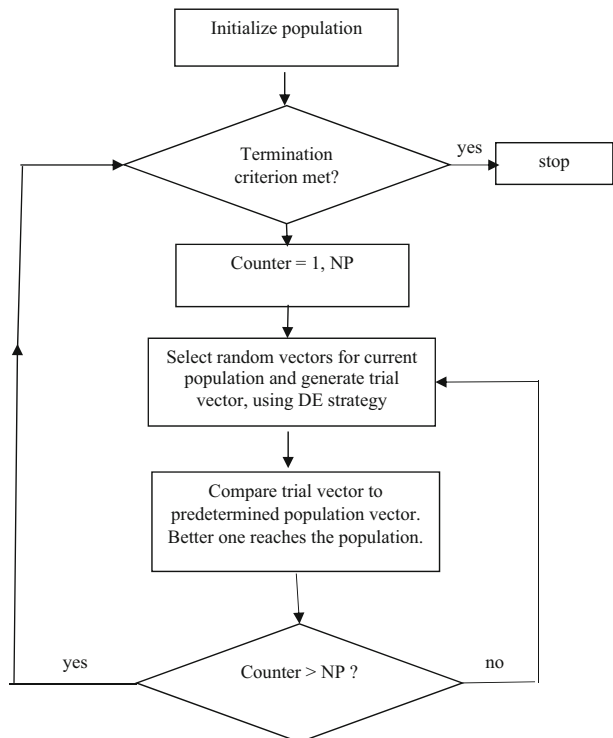 Initialize population
Termination
criterion met?
yes
stop
Counter = 1, NP
Select random vectors for current
population and generate trial
vector, using DE strategy
Compare trial vector to
predetermined population vector.
Better one reaches the population.
yes
Counter > NP ?
no